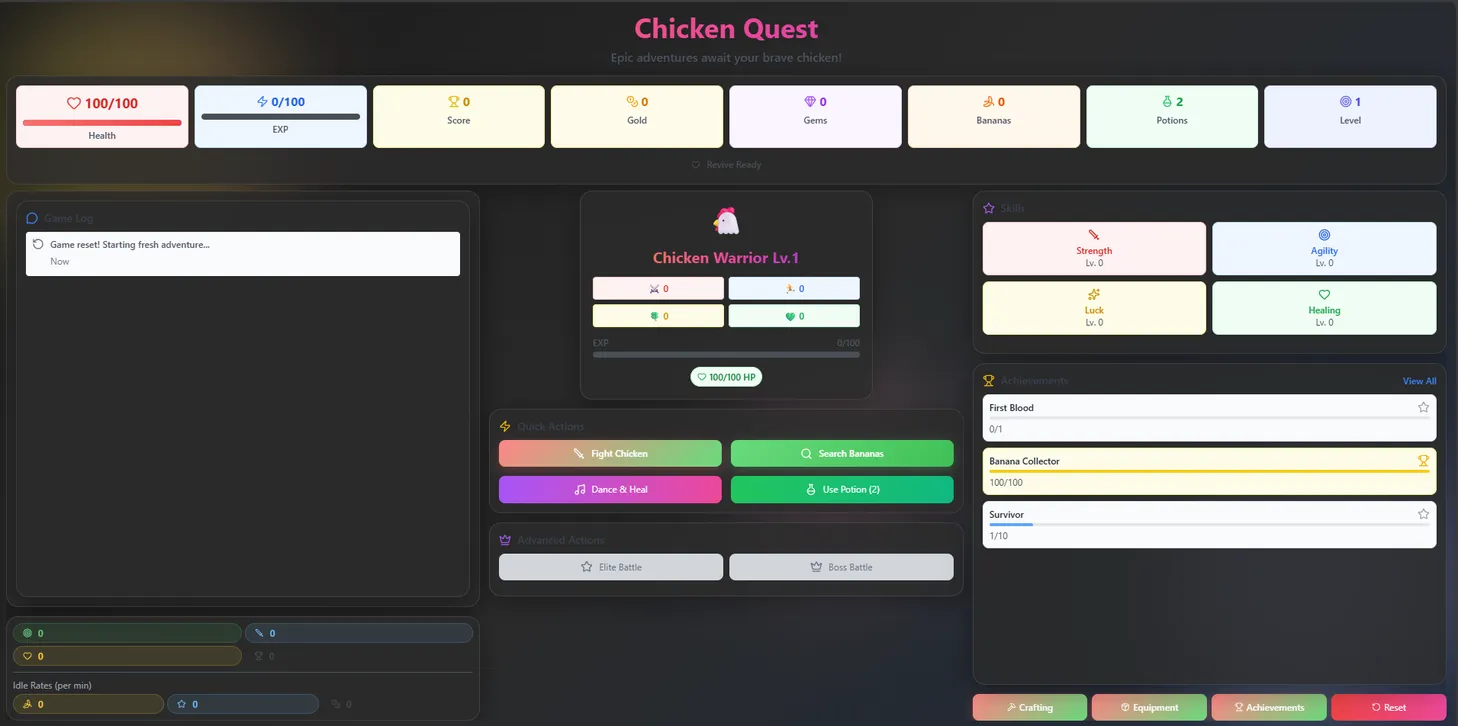 Chicken Quest
Epic adventures await your brave chicken!
100/100
Health
0/100
EXP
0
Score
0
Gold
0
Gems
0
Bananas
2
Potions
1
Level
Revive Ready
Game Log
Game reset! Starting fresh adventure...
Now
0
0
0
0
Idle Rates (per min)
0
0
0
Chicken Warrior Lv.1
0
0
0
0
EXP 0/100
100/100 HP
Quick Actions
Fight Chicken
Search Bananas
Dance & Heal
Use Potion (2)
Advanced Actions
Elite Battle
Boss Battle
Skills
Strength
Lv. 0
Agility
Lv. 0
Luck
Lv. 0
Healing
Lv. 0
Achievements View All
First Blood
0/1
Banana Collector
100/100
Survivor
1/10
Crafting
Equipment
Achievements
Reset